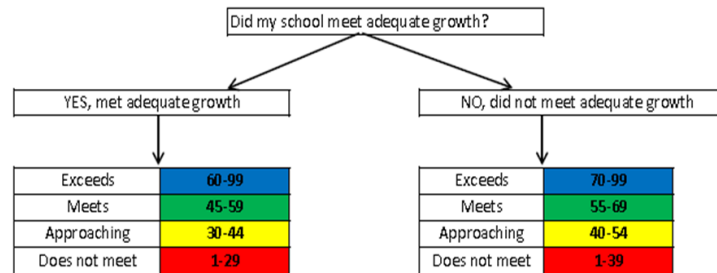 Did my school meet adequate growth?
YES, met adequate growth
NO, did not meet adequate growth
Exceeds 60-99
Meets 45-59
Approaching 30-44
Does not meet 1-29
Exceeds 70-99
Meets 55-69
Approaching 40-54
Does not meet 1-39